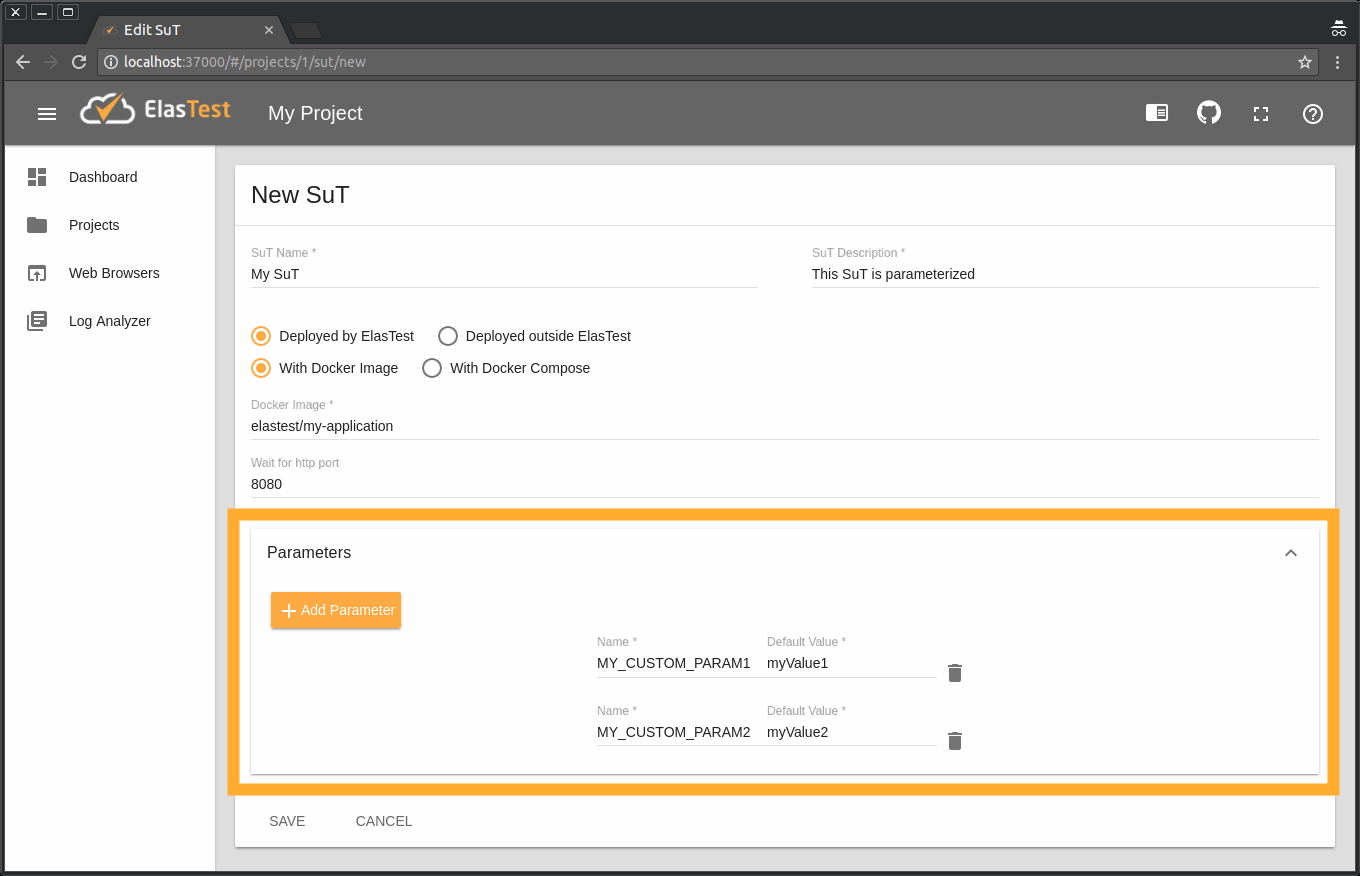 Edit SuT
localhost:37000/#/projects/1/sut/new
ElasTest
My Project
Dashboard
Projects
Web Browsers
Log Analyzer
New SuT
SuT Name * SuT Description *
My SuT This SuT is parameterized
Deployed by ElasTest Deployed outside ElasTest
With Docker Image With Docker Compose
Docker Image *
elastest/my-application
Wait for http port
8080
Parameters
Add Parameter
Name * Default Value *
MY_CUSTOM_PARAM1 myValue1
Name * Default Value *
MY_CUSTOM_PARAM2 myValue2
SAVE CANCEL